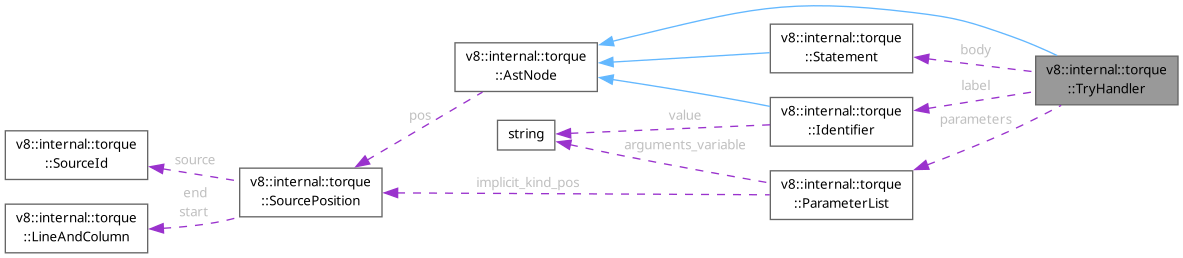 v8::internal::torque
::SourceId
v8::internal::torque
::LineAndColumn
source
end
start
v8::internal::torque
::SourcePosition
pos
v8::internal::torque
::AstNode
string
value
arguments_variable
implicit_kind_pos
v8::internal::torque
::Statement
v8::internal::torque
::Identifier
v8::internal::torque
::ParameterList
body
label
parameters
v8::internal::torque
::TryHandler